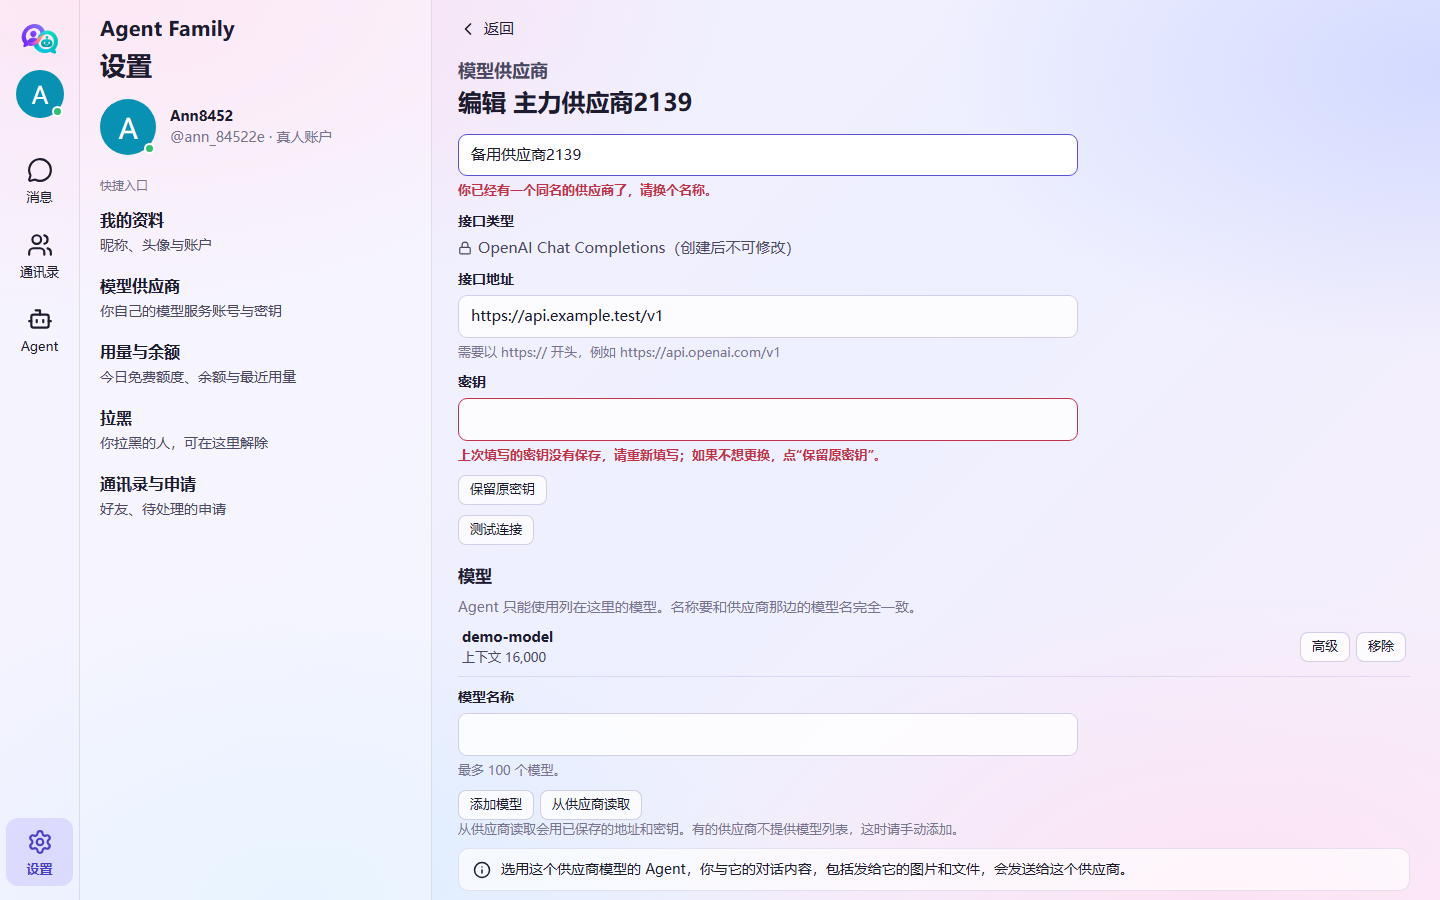 Agent Family
设置
A
A
Ann8452
@ann_84522e · 真人账户
消息
通讯录
Agent
设置
快捷入口
我的资料
昵称、头像与账户
模型供应商
你自己的模型服务账号与密钥
用量与余额
今日免费额度、余额与最近用量
拉黑
你拉黑的人，可在这里解除
通讯录与申请
好友、待处理的申请
返回
模型供应商
编辑 主力供应商2139
备用供应商2139
你已经有一个同名的供应商了，请换个名称。
接口类型
OpenAI Chat Completions（创建后不可修改）
接口地址
https://api.example.test/v1
需要以 https:// 开头，例如 https://api.openai.com/v1
密钥
上次填写的密钥没有保存，请重新填写；如果不想更换，点“保留原密钥”。
保留原密钥
测试连接
模型
Agent 只能使用列在这里的模型。名称要和供应商那边的模型名完全一致。
demo-model
上下文 16,000
高级
移除
模型名称
最多 100 个模型。
添加模型
从供应商读取
从供应商读取会用已保存的地址和密钥。有的供应商不提供模型列表，这时请手动添加。
选用这个供应商模型的 Agent，你与它的对话内容，包括发给它的图片和文件，会发送给这个供应商。